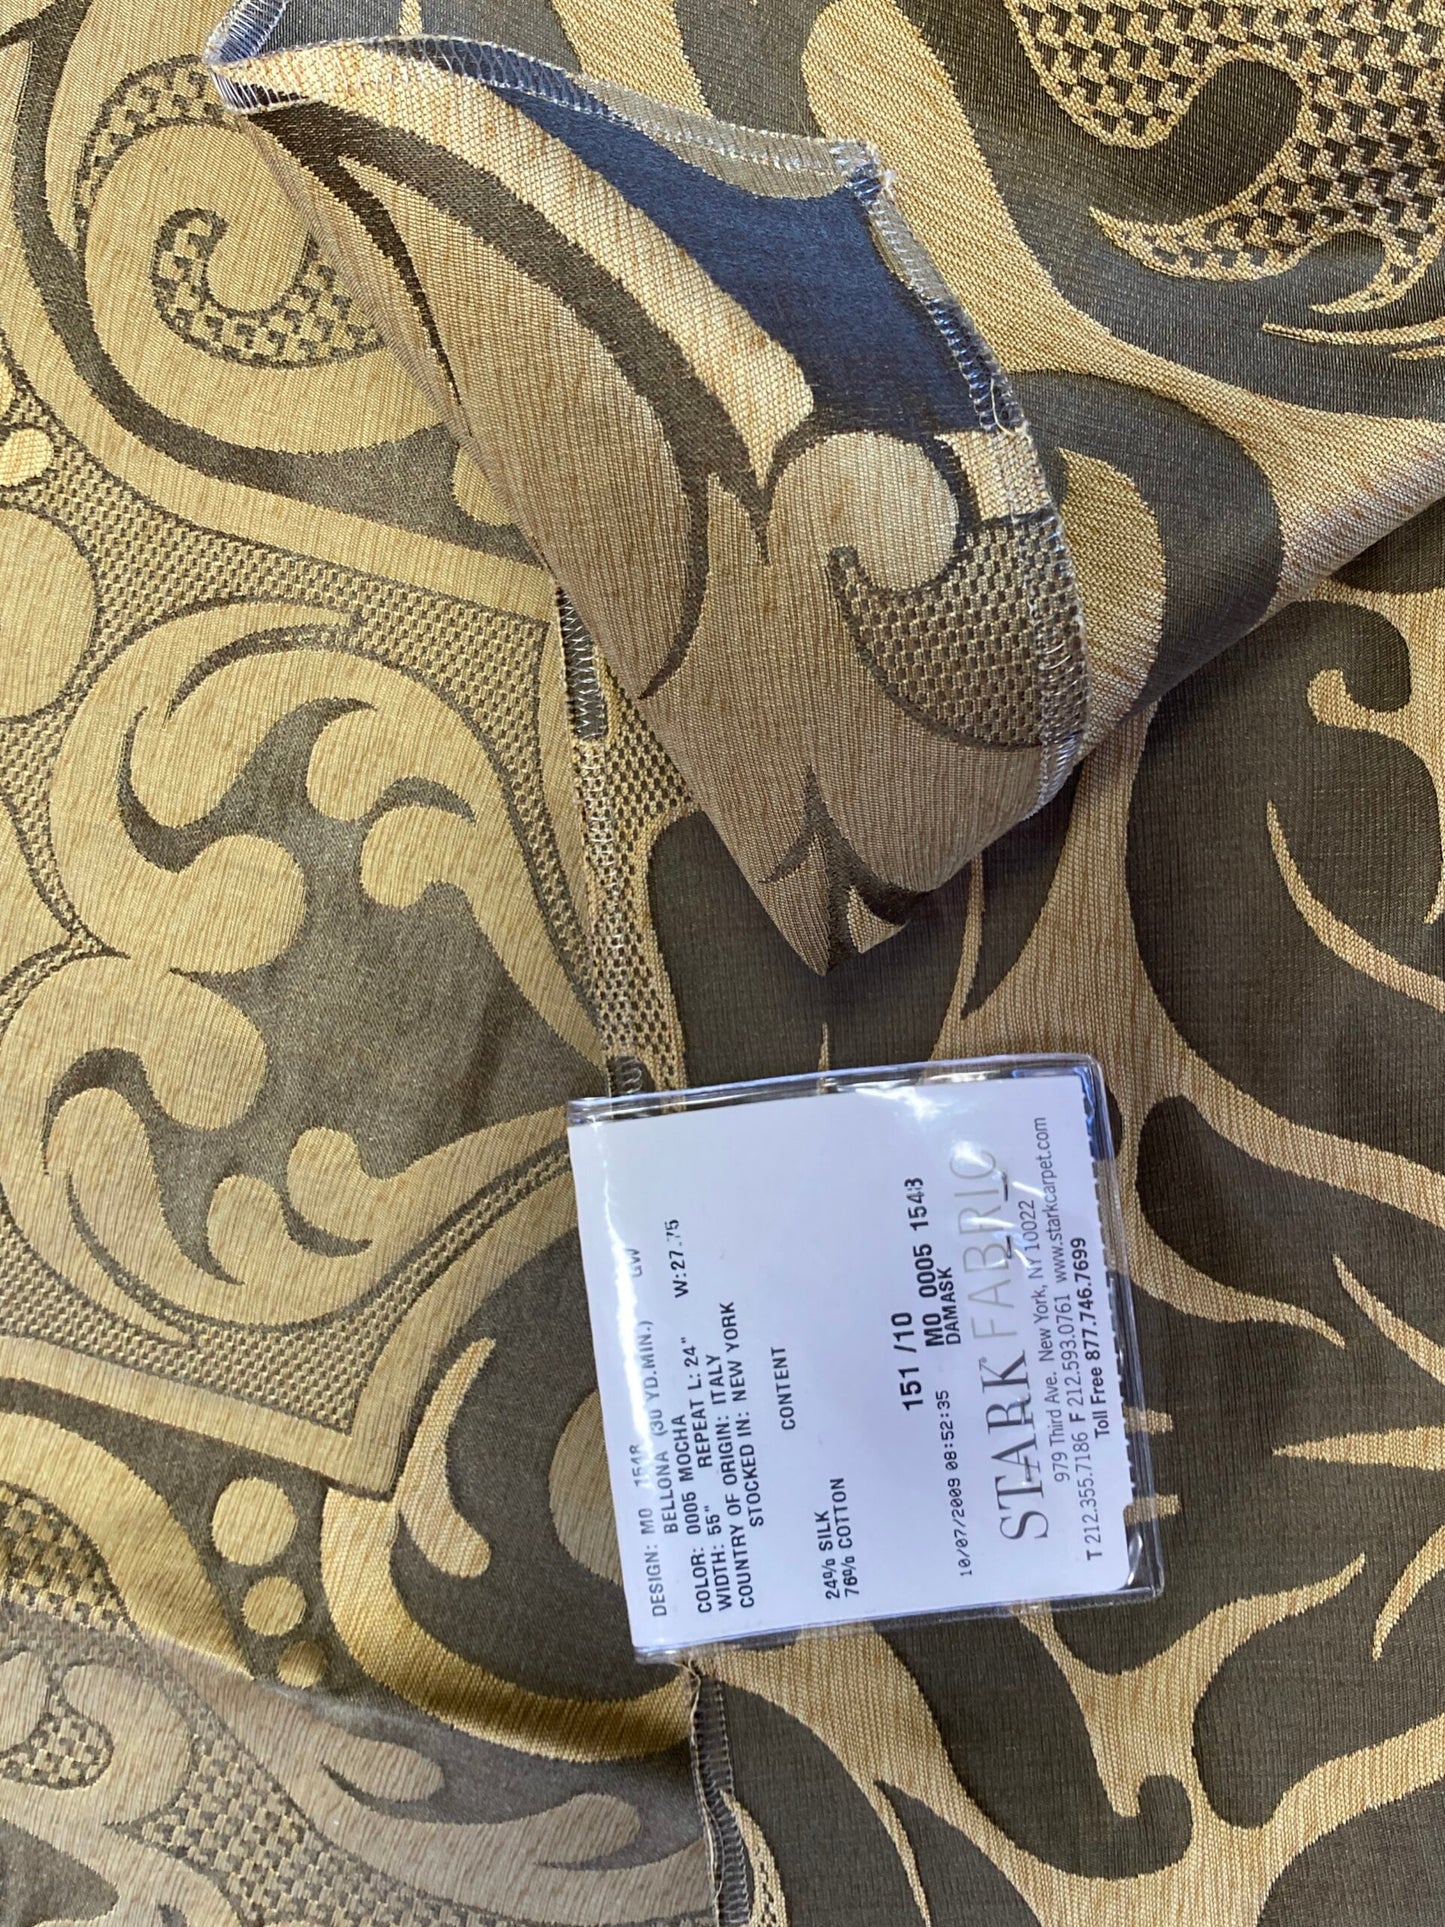 DESIGN: MO 1548 GW
BELLONA (30 YD.MIN.)
COLOR: 0005 MOCHA
WIDTH: 55" REPEAT L: 24" W:27.75
COUNTRY OF ORIGIN: ITALY
STOCKED IN: NEW YORK
CONTENT
24% SILK
76% COTTON
151 /10
MO 0005 1548
10/07/2009 08:52:35 DAMASK
STARK FABRIC
979 Third Ave. New York, NY 10022
T 212.355.7186 F 212.593.0761 www.starkcarpet.com
Toll Free 877.746.7699